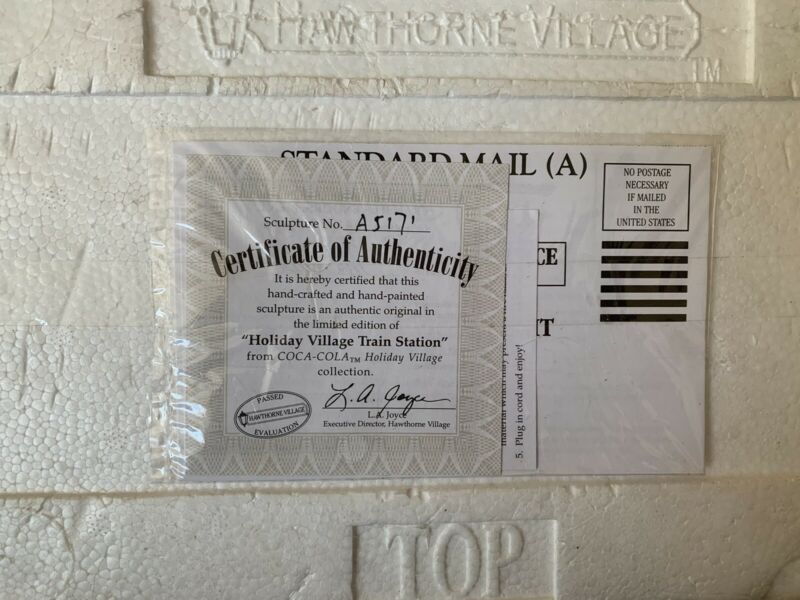 HAWTHORNE VILLAGE
TM
STANDARD MAIL (A)
NO POSTAGE
NECESSARY
IF MAILED
IN THE
UNITED STATES
Sculpture No. A5171
Certificate of Authenticity
It is hereby certified that this
hand-crafted and hand-painted
sculpture is an authentic original in
the limited edition of
"Holiday Village Train Station"
from COCA-COLA™ Holiday Village
collection.
PASSED
HAWTHORNE VILLAGE
EVALUATION
L. A. Joyce
L.A. Joyce
Executive Director, Hawthorne Village
CE
IT
5. Plug in cord and enjoy!
TOP